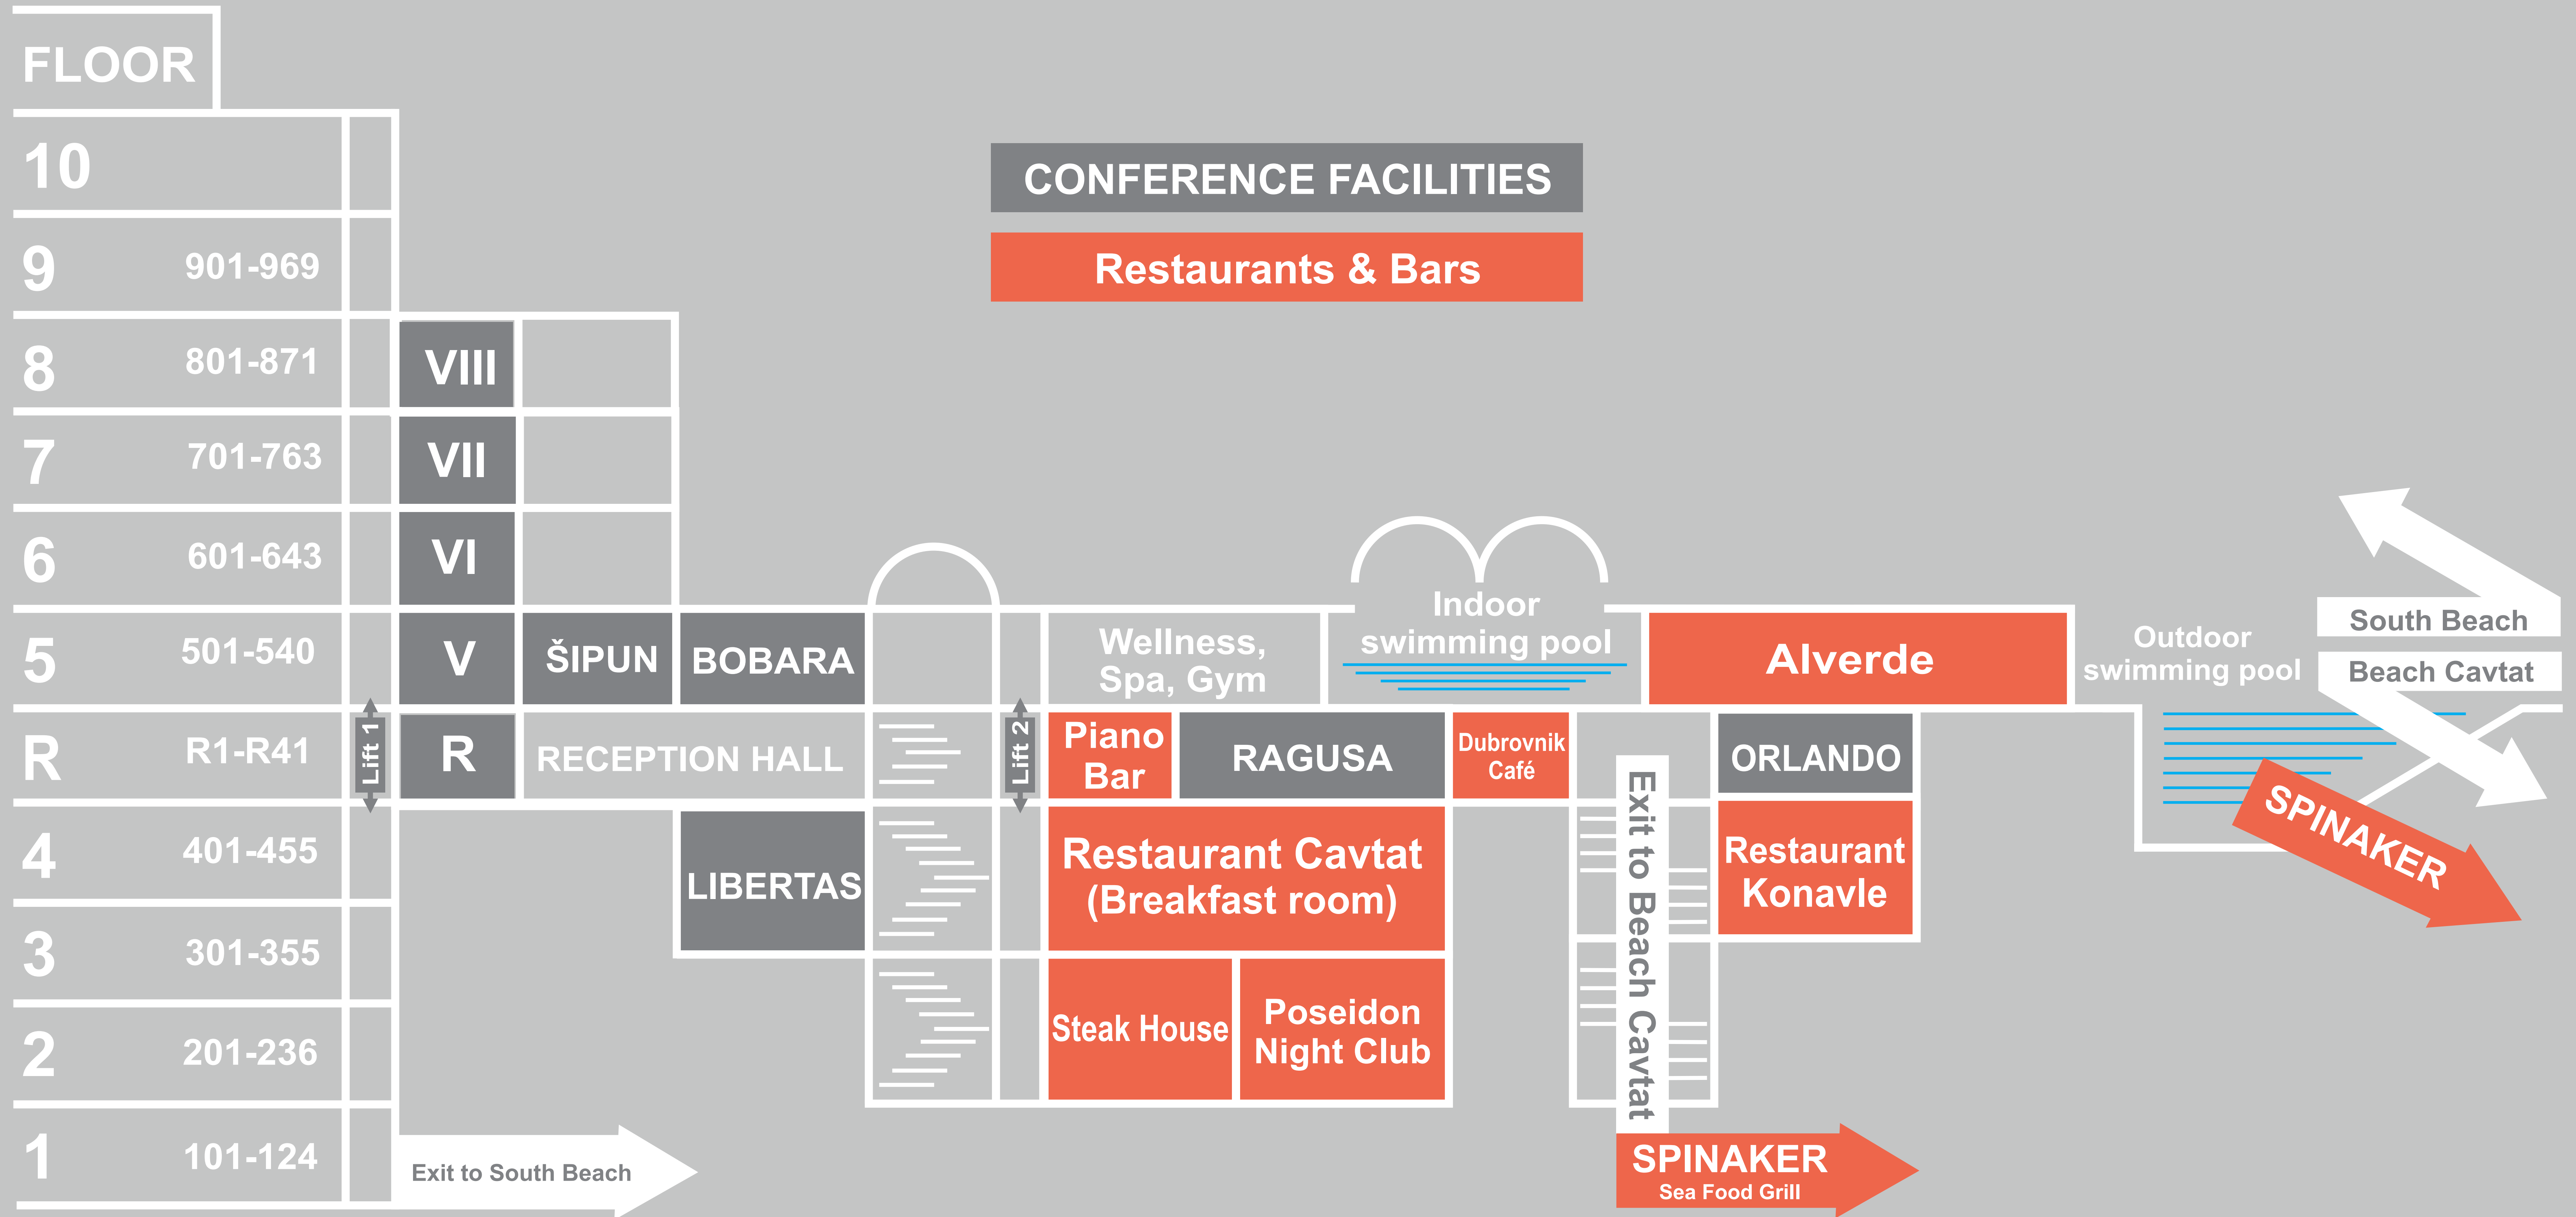 FLOOR
10
CONFERENCE FACILITIES
Restaurants & Bars
9 901-969
8 801-871 VIII
7 701-763 VII
6 601-643 VI
5 501-540 V ŠIPUN BOBARA
Wellness,
Spa, Gym
Indoor
swimming pool
Alverde
Outdoor
swimming pool
South Beach
Beach Cavtat
R R1-R41 Lift 1 R RECEPTION HALL Lift 2
Piano
Bar
RAGUSA
Dubrovnik
Café
Exit to Beach Cavtat
ORLANDO
SPINAKER
4 401-455
LIBERTAS
Restaurant Cavtat
(Breakfast room)
Restaurant
Konavle
3 301-355
2 201-236
Steak House
Poseidon
Night Club
1 101-124
Exit to South Beach
SPINAKER
Sea Food Grill